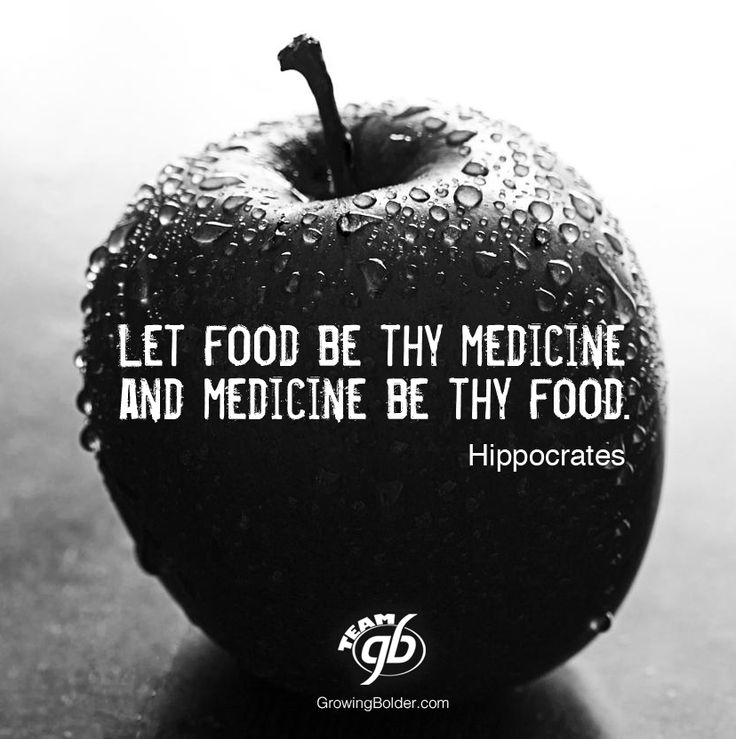 LET FOOD BE THY MEDICINE
AND MEDICINE BE THY FOOD.
Hippocrates
TEAM
gb
GrowingBolder.com